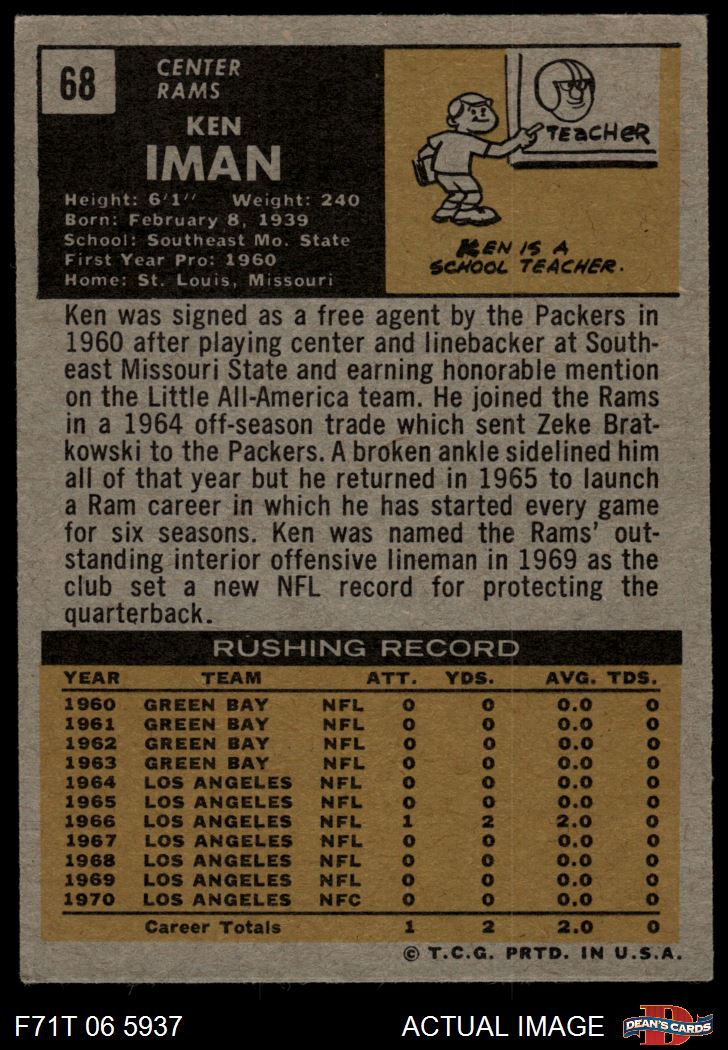 68
CENTER
RAMS
KEN
IMAN
Height: 6'1" Weight: 240
Born: February 8, 1939
School: Southeast Mo. State
First Year Pro: 1960
Home: St. Louis, Missouri
TEACHER
KEN IS A
SCHOOL TEACHER.
Ken was signed as a free agent by the Packers in
1960 after playing center and linebacker at South-
east Missouri State and earning honorable mention
on the Little All-America team. He joined the Rams
in a 1964 off-season trade which sent Zeke Brat-
kowski to the Packers. A broken ankle sidelined him
all of that year but he returned in 1965 to launch
a Ram career in which he has started every game
for six seasons. Ken was named the Rams' out-
standing interior offensive lineman in 1969 as the
club set a new NFL record for protecting the
quarterback.
RUSHING RECORD
YEAR TEAM ATT. YDS. AVG. TDS.
1960 GREEN BAY NFL 0 0 0.0 0
1961 GREEN BAY NFL 0 0 0.0 0
1962 GREEN BAY NFL 0 0 0.0 0
1963 GREEN BAY NFL 0 0 0.0 0
1964 LOS ANGELES NFL 0 0 0.0 0
1965 LOS ANGELES NFL 0 0 0.0 0
1966 LOS ANGELES NFL 1 2 2.0 0
1967 LOS ANGELES NFL 0 0 0.0 0
1968 LOS ANGELES NFL 0 0 0.0 0
1969 LOS ANGELES NFL 0 0 0.0 0
1970 LOS ANGELES NFC 0 0 0.0 0
Career Totals 1 2 2.0 0
© T.C.G. PRTD. IN U.S.A.
F71T 06 5937 ACTUAL IMAGE D DEAN'S CARDS